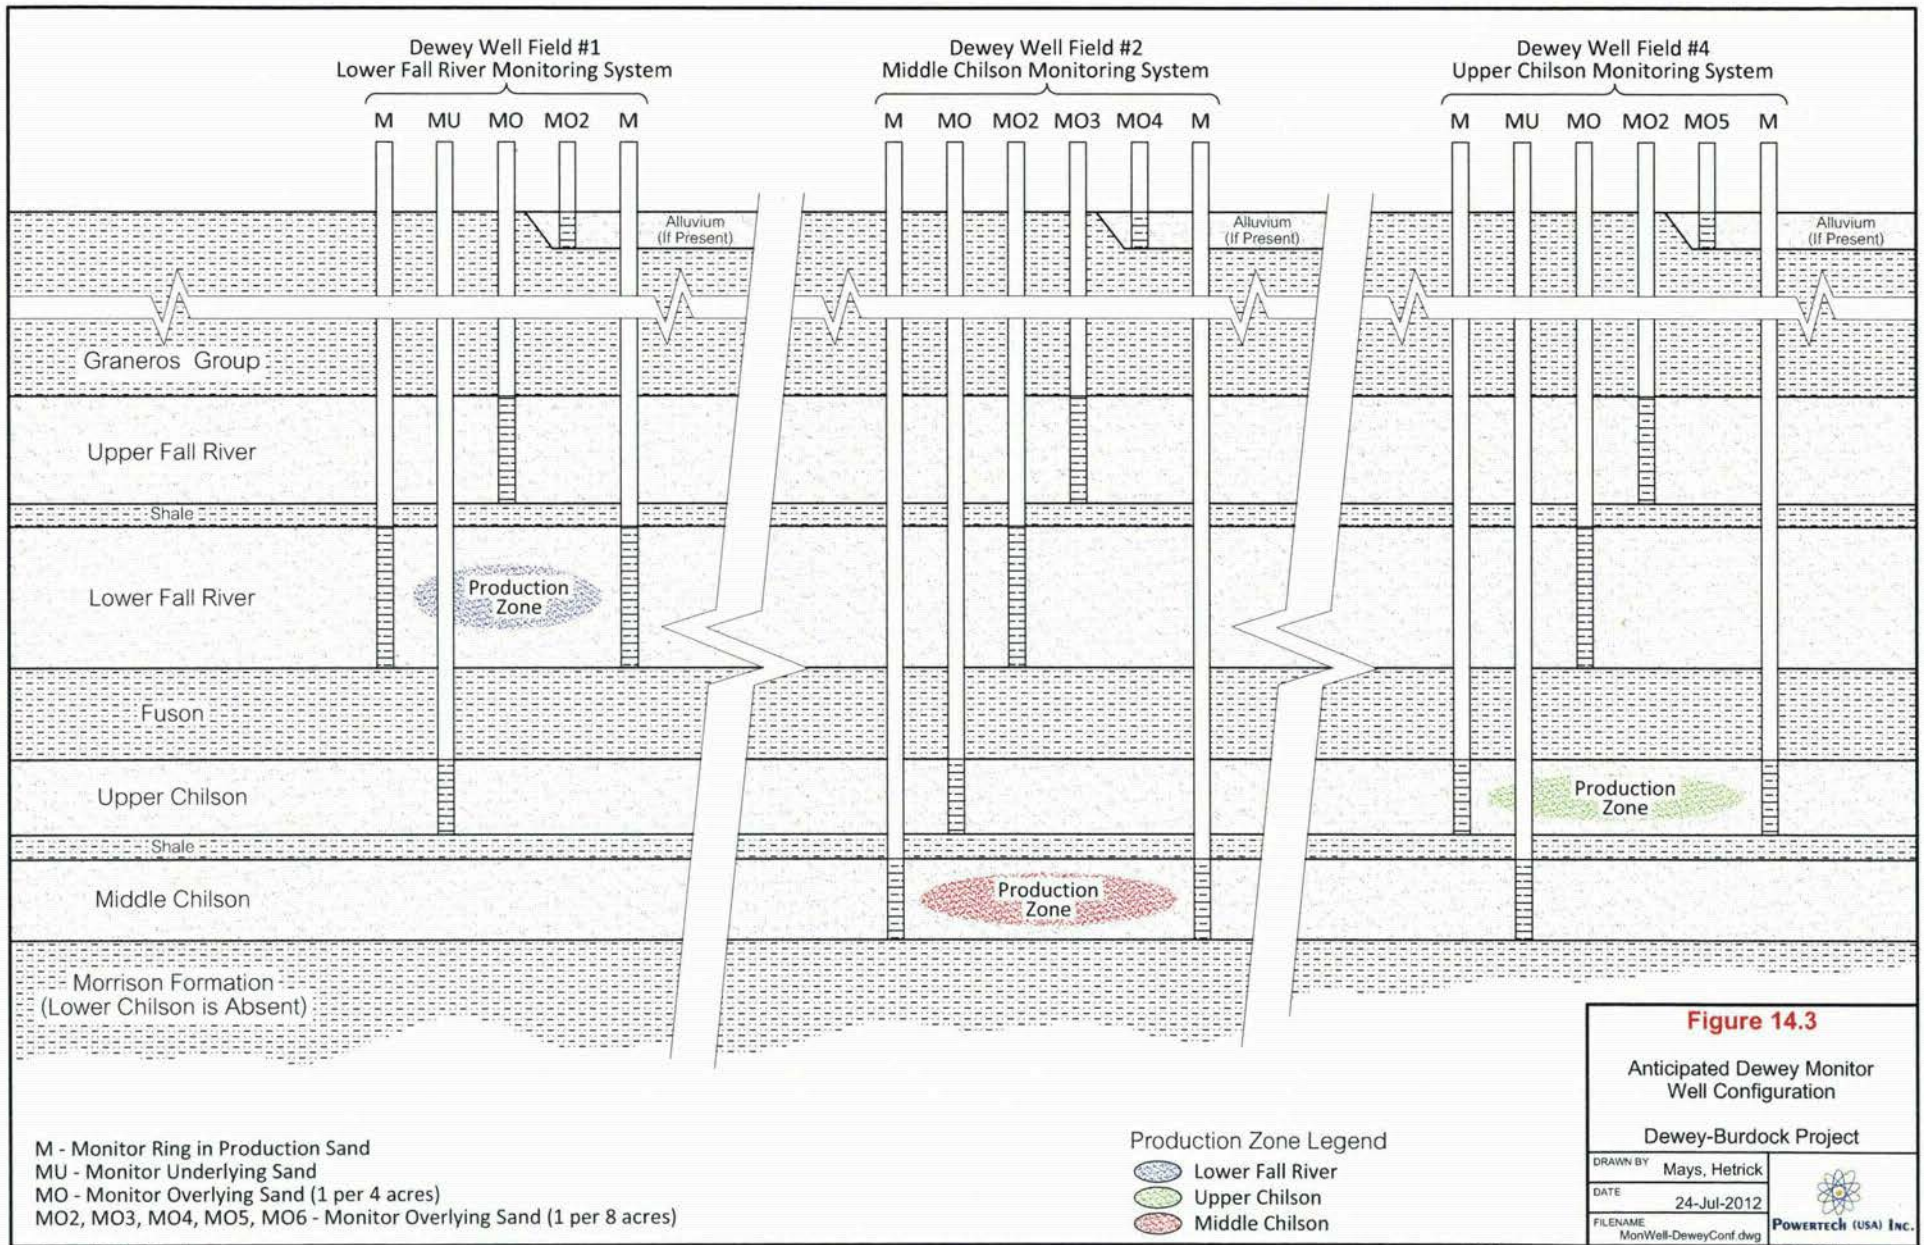 Dewey Well Field #1
Lower Fall River Monitoring System
M MU MO MO2 M
Dewey Well Field #2
Middle Chilson Monitoring System
M MO MO2 MO3 MO4 M
Dewey Well Field #4
Upper Chilson Monitoring System
M MU MO MO2 MO5 M
Alluvium
(If Present)
Alluvium
(If Present)
Alluvium
(If Present)
Graneros Group
Upper Fall River
Shale
Lower Fall River
Production
Zone
Fuson
Upper Chilson
Production
Zone
Shale
Middle Chilson
Production
Zone
Morrison Formation
(Lower Chilson is Absent)
M - Monitor Ring in Production Sand
MU - Monitor Underlying Sand
MO - Monitor Overlying Sand (1 per 4 acres)
MO2, MO3, MO4, MO5, MO6 - Monitor Overlying Sand (1 per 8 acres)
Production Zone Legend
Lower Fall River
Upper Chilson
Middle Chilson
Figure 14.3
Anticipated Dewey Monitor
Well Configuration
Dewey-Burdock Project
DRAWN BY Mays, Hetrick
DATE 24-Jul-2012
FILENAME MonWell-DeweyConf.dwg
POWERTECH (USA) INC.